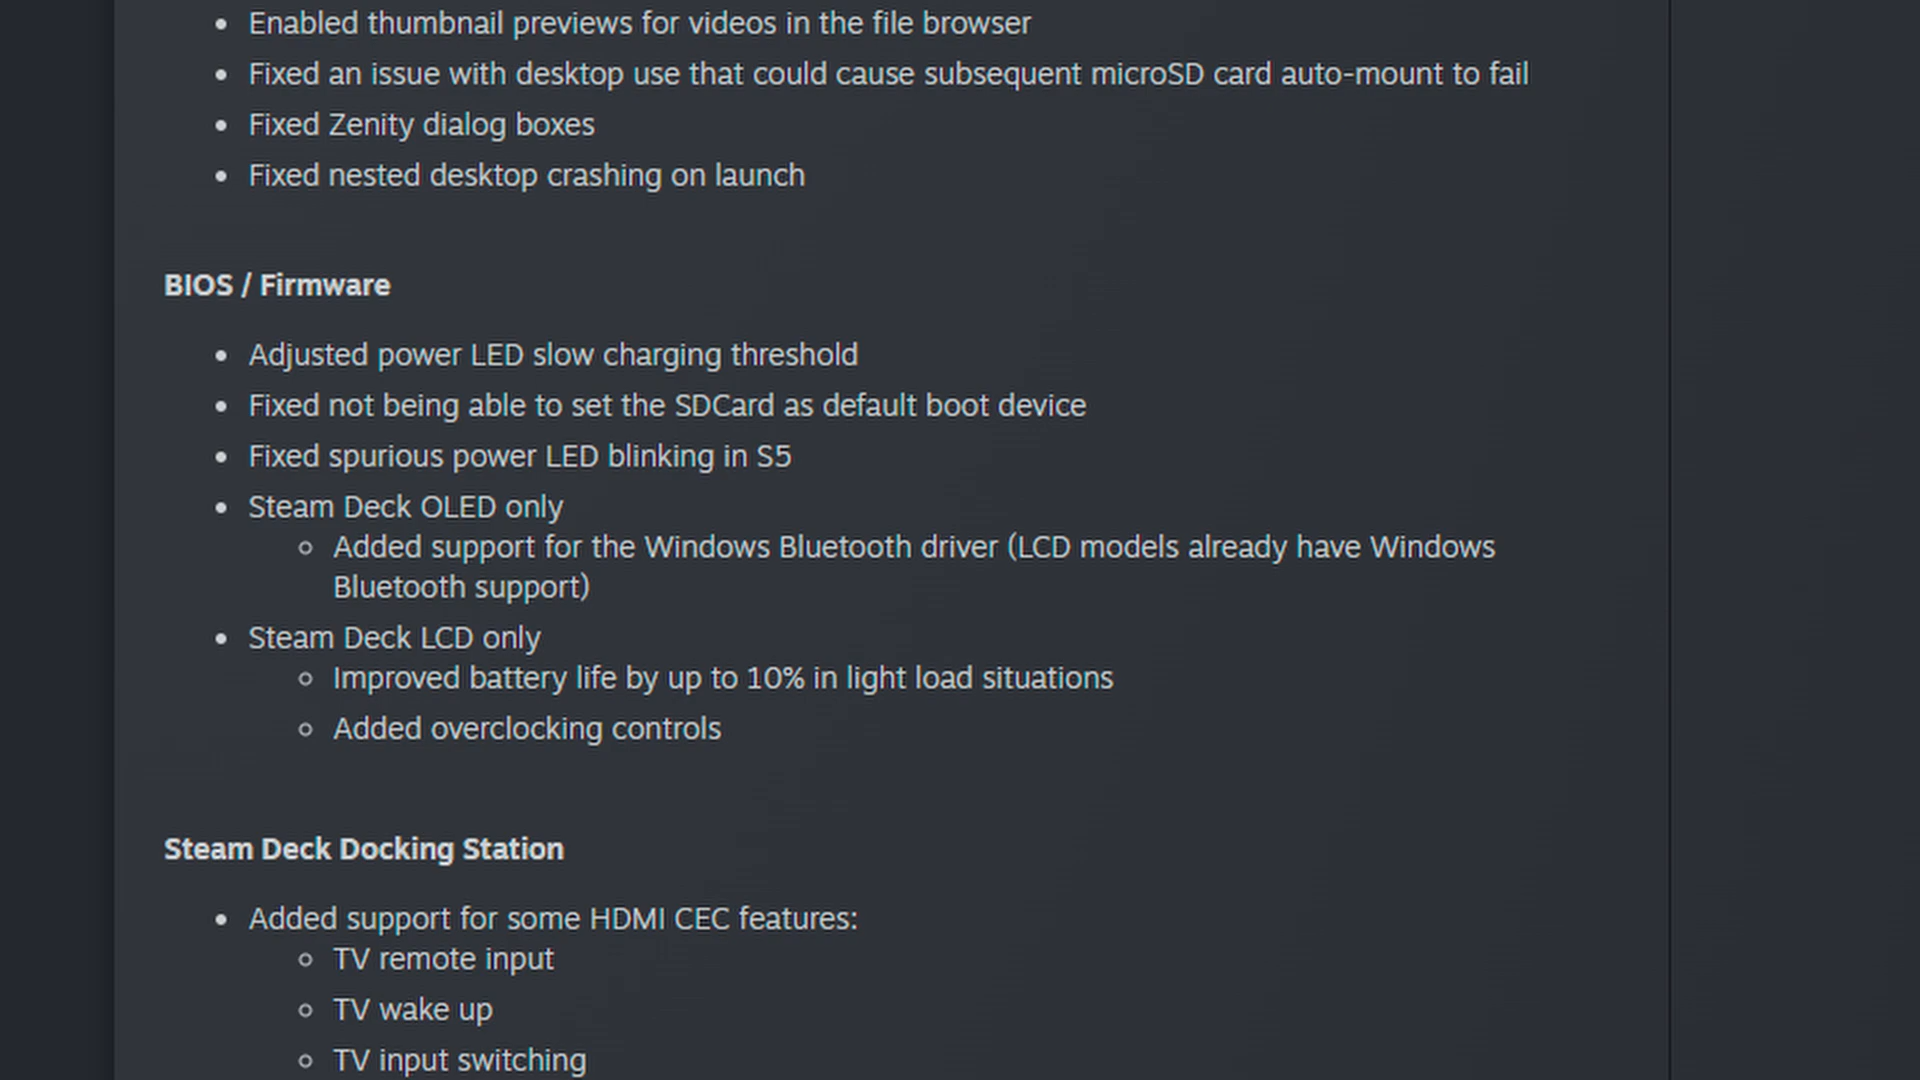 Enabled thumbnail previews for videos in the file browser
Fixed an issue with desktop use that could cause subsequent microSD card auto-mount to fail
Fixed Zenity dialog boxes
Fixed nested desktop crashing on launch
BIOS / Firmware
Adjusted power LED slow charging threshold
Fixed not being able to set the SDCard as default boot device
Fixed spurious power LED blinking in S5
Steam Deck OLED only
Added support for the Windows Bluetooth driver (LCD models already have Windows
Bluetooth support)
Steam Deck LCD only
Improved battery life by up to 10% in light load situations
Added overclocking controls
Steam Deck Docking Station
Added support for some HDMI CEC features:
TV remote input
TV wake up
TV input switching